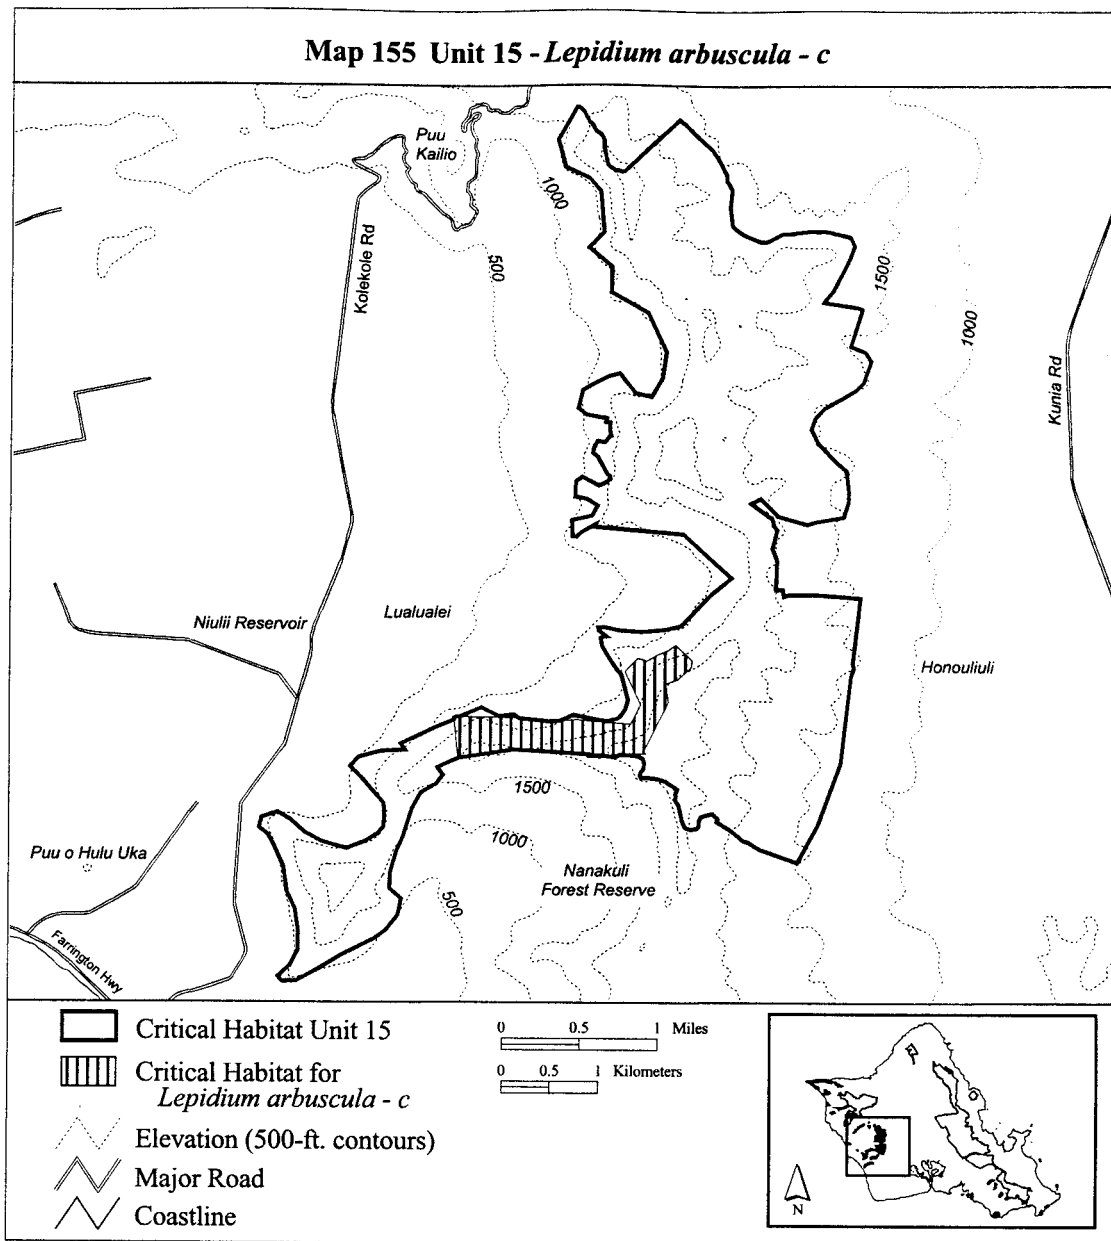 Map 155 Unit 15 - Lepidium arbuscula - c
Puu
Kailio
1000
500
Kolekole Rd
1500
1000
Kunia Rd
Niulii Reservoir
Lualualei
Honouliuli
1500
1000
Puu o Hulu Uka
Nanakuli
Forest Reserve
500
Farrington Hwy
Critical Habitat Unit 15
Critical Habitat for
Lepidium arbuscula - c
Elevation (500-ft. contours)
Major Road
Coastline
0 0.5 1 Miles
0 0.5 1 Kilometers
N